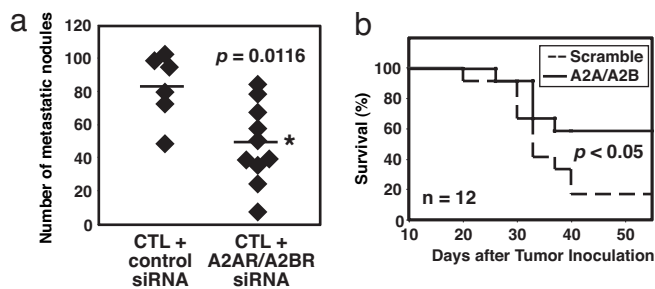 a
Number of metastatic nodules
120
100
80
60
40
20
0
p = 0.0116
*
CTL +
control
siRNA
CTL +
A2AR/A2BR
siRNA
b
Survival (%)
100
80
60
40
20
Scramble
A2A/A2B
p < 0.05
n = 12
10
20
30
40
50
Days after Tumor Inoculation